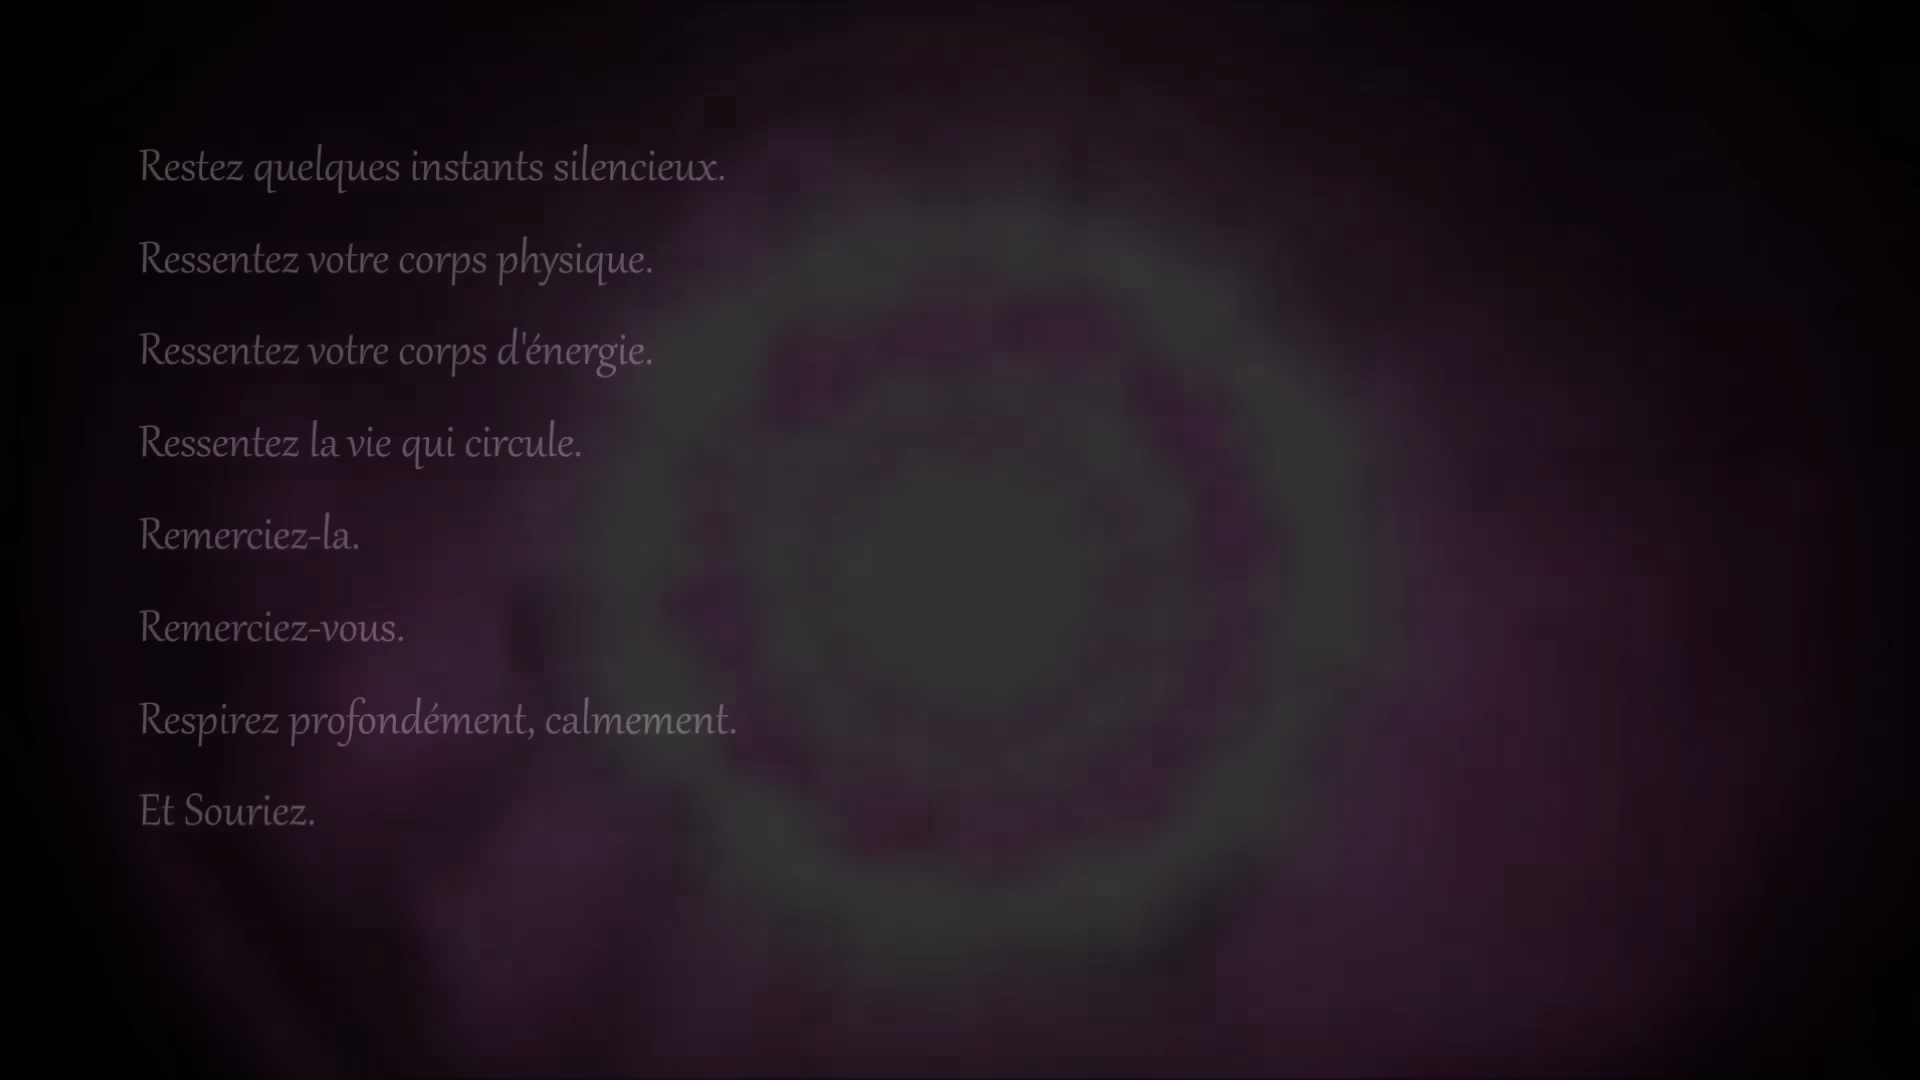 Restez quelques instants silencieux.
Ressentez votre corps physique.
Ressentez votre corps d'énergie.
Ressentez la vie qui circule.
Remerciez-la.
Remerciez-vous.
Respirez profondément, calmement.
Et Souriez.